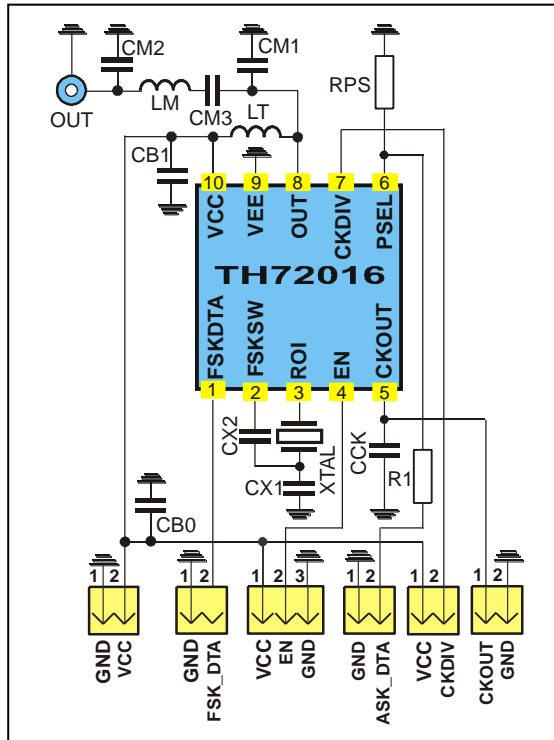 CM2
CM1
RPS
OUT
LM
CM3
LT
CB1
10 9 8 7 6
VCC VEE OUT CKDIV PSEL
TH72016
FSKDTA FSKSW ROI EN CKOUT
1 2 3 4 5
CX2
XTAL
CX1
CCK
R1
CB0
1 2 1 2 1 2 3 1 2 1 2 1 2
GND VCC GND FSK_DTA VCC EN GND GND ASK_DTA VCC CKDIV CKOUT GND